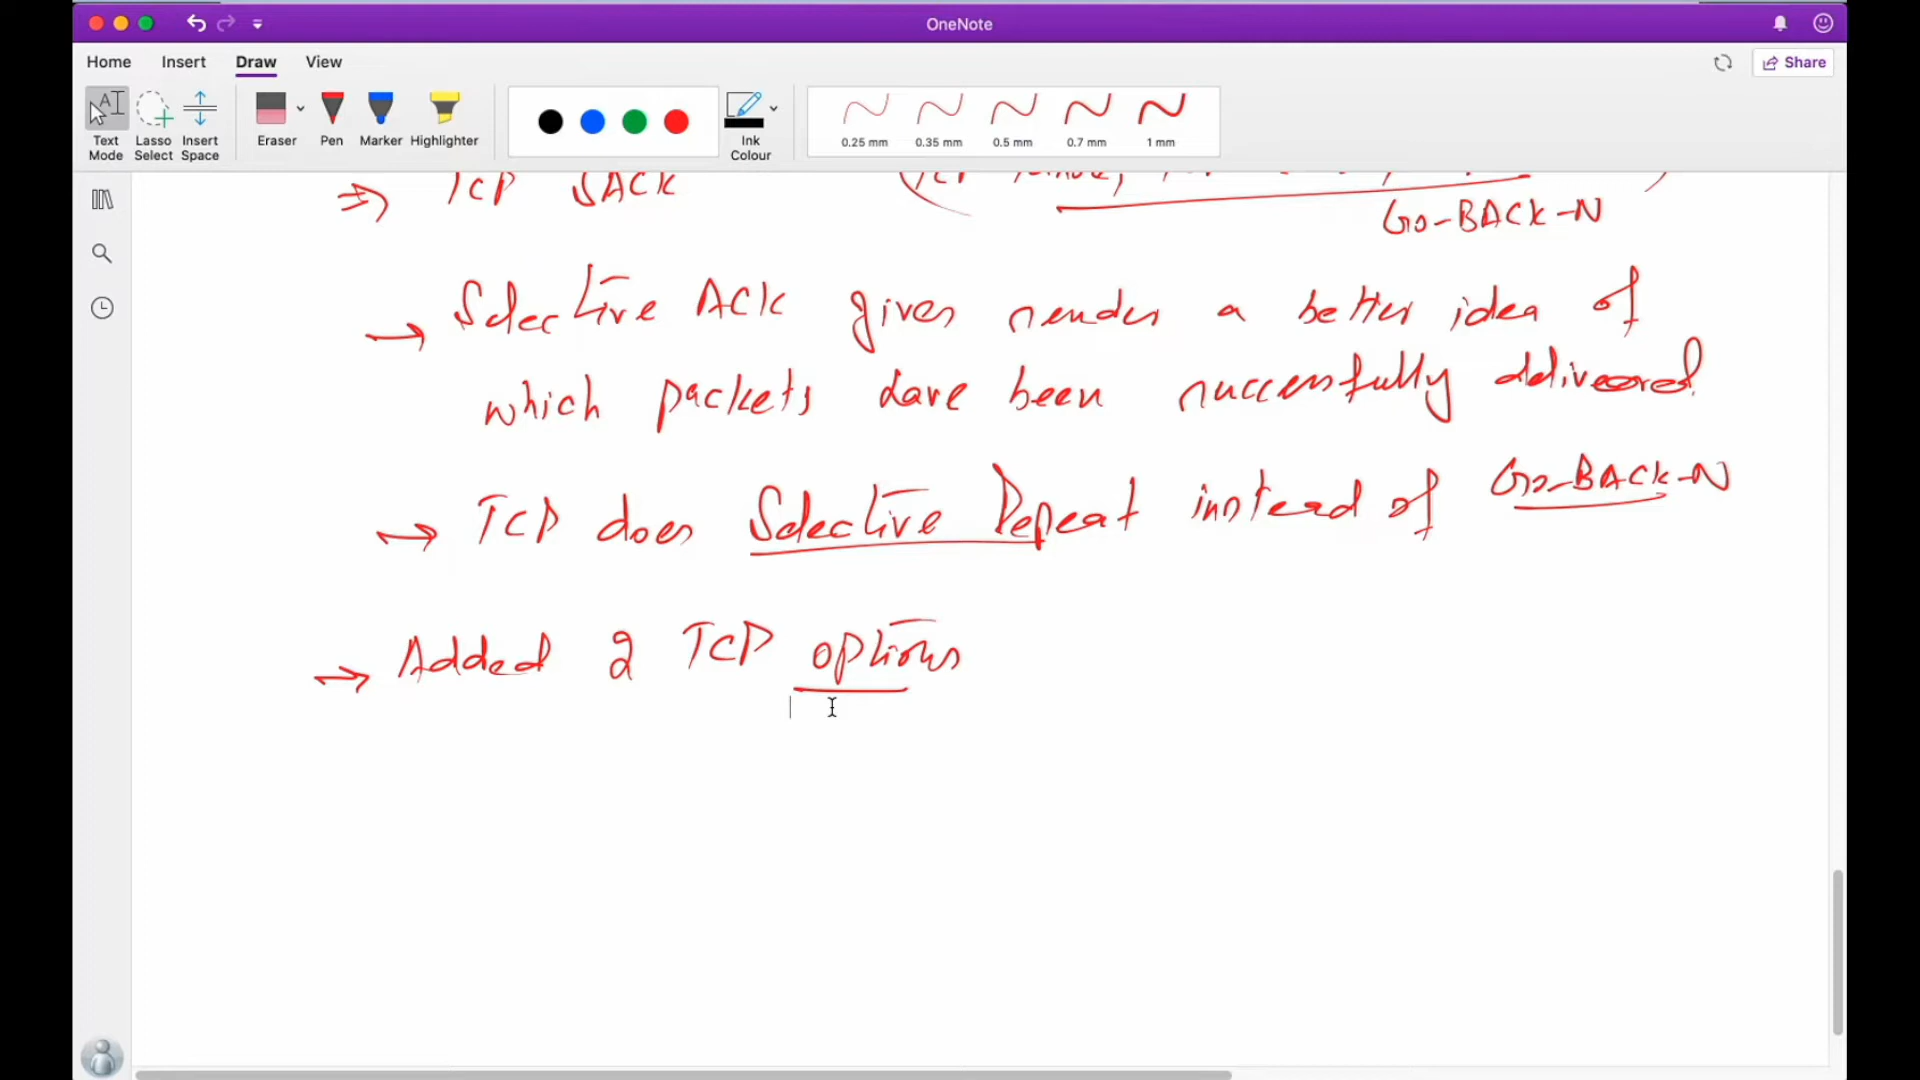 OneNote
Home Insert Draw View
Share
Text Mode
Lasso Select
Insert Space
Eraser
Pen
Marker
Highlighter
Ink Colour
0.25 mm 0.35 mm 0.5 mm 0.7 mm 1 mm
⇒ TCP SACK (TCP
Go-BACK-N
→ Selective ACK gives sender a better idea of
which packets have been successfully delivered
→ TCP does Selective Repeat instead of Go-BACK-N
→ Added 2 TCP options